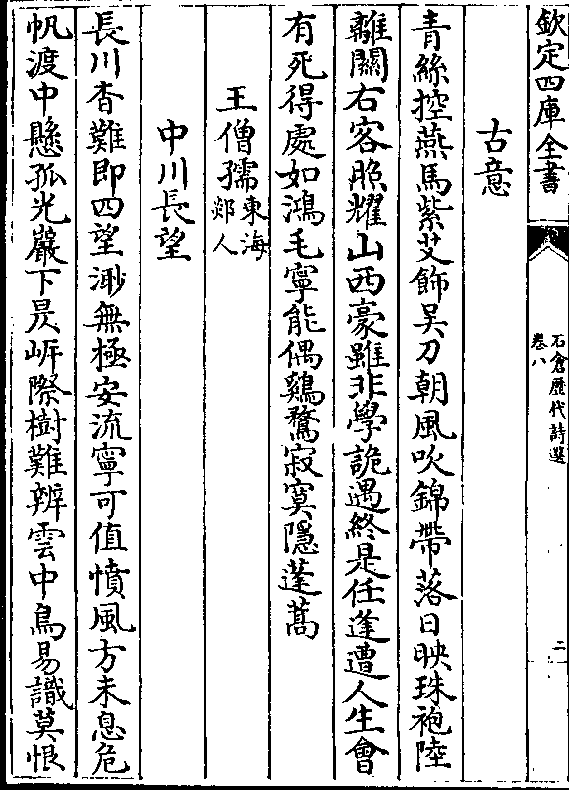 欽定四庫全書
石倉歴代詩選
卷八
二
古意
青絲控燕馬紫艾飾吳刀朝風吹錦帶落日映珠袍陸
離關右客照耀山西豪雖非學詭遇終是任逢遭人生會
有死得處如鴻毛寧能偶鷄鶩寂寞隱蓬蒿
王僧孺東海
郯人
中川長望
長川杳難即四望渺無極安流寧可值憤風方未息危
帆渡中懸孤光巖下昃岍際樹難辨雲中鳥易識莫恨